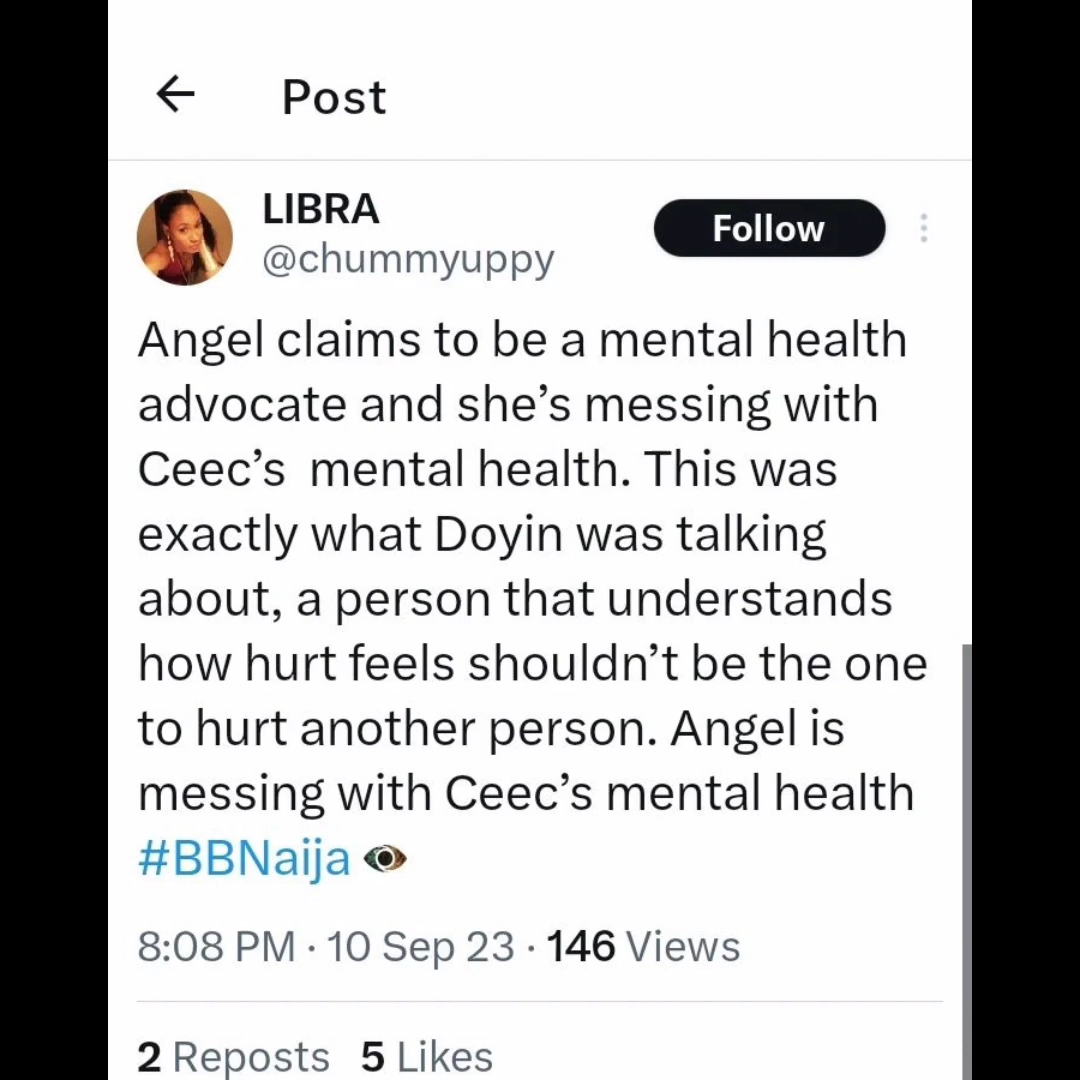 Post
LIBRA
@chummyuppy
Follow
Angel claims to be a mental health
advocate and she’s messing with
Ceec’s  mental health. This was
exactly what Doyin was talking
about, a person that understands
how hurt feels shouldn’t be the one
to hurt another person. Angel is
messing with Ceec’s mental health
#BBNaija
8:08 PM · 10 Sep 23 · 146 Views
2 Reposts 5 Likes